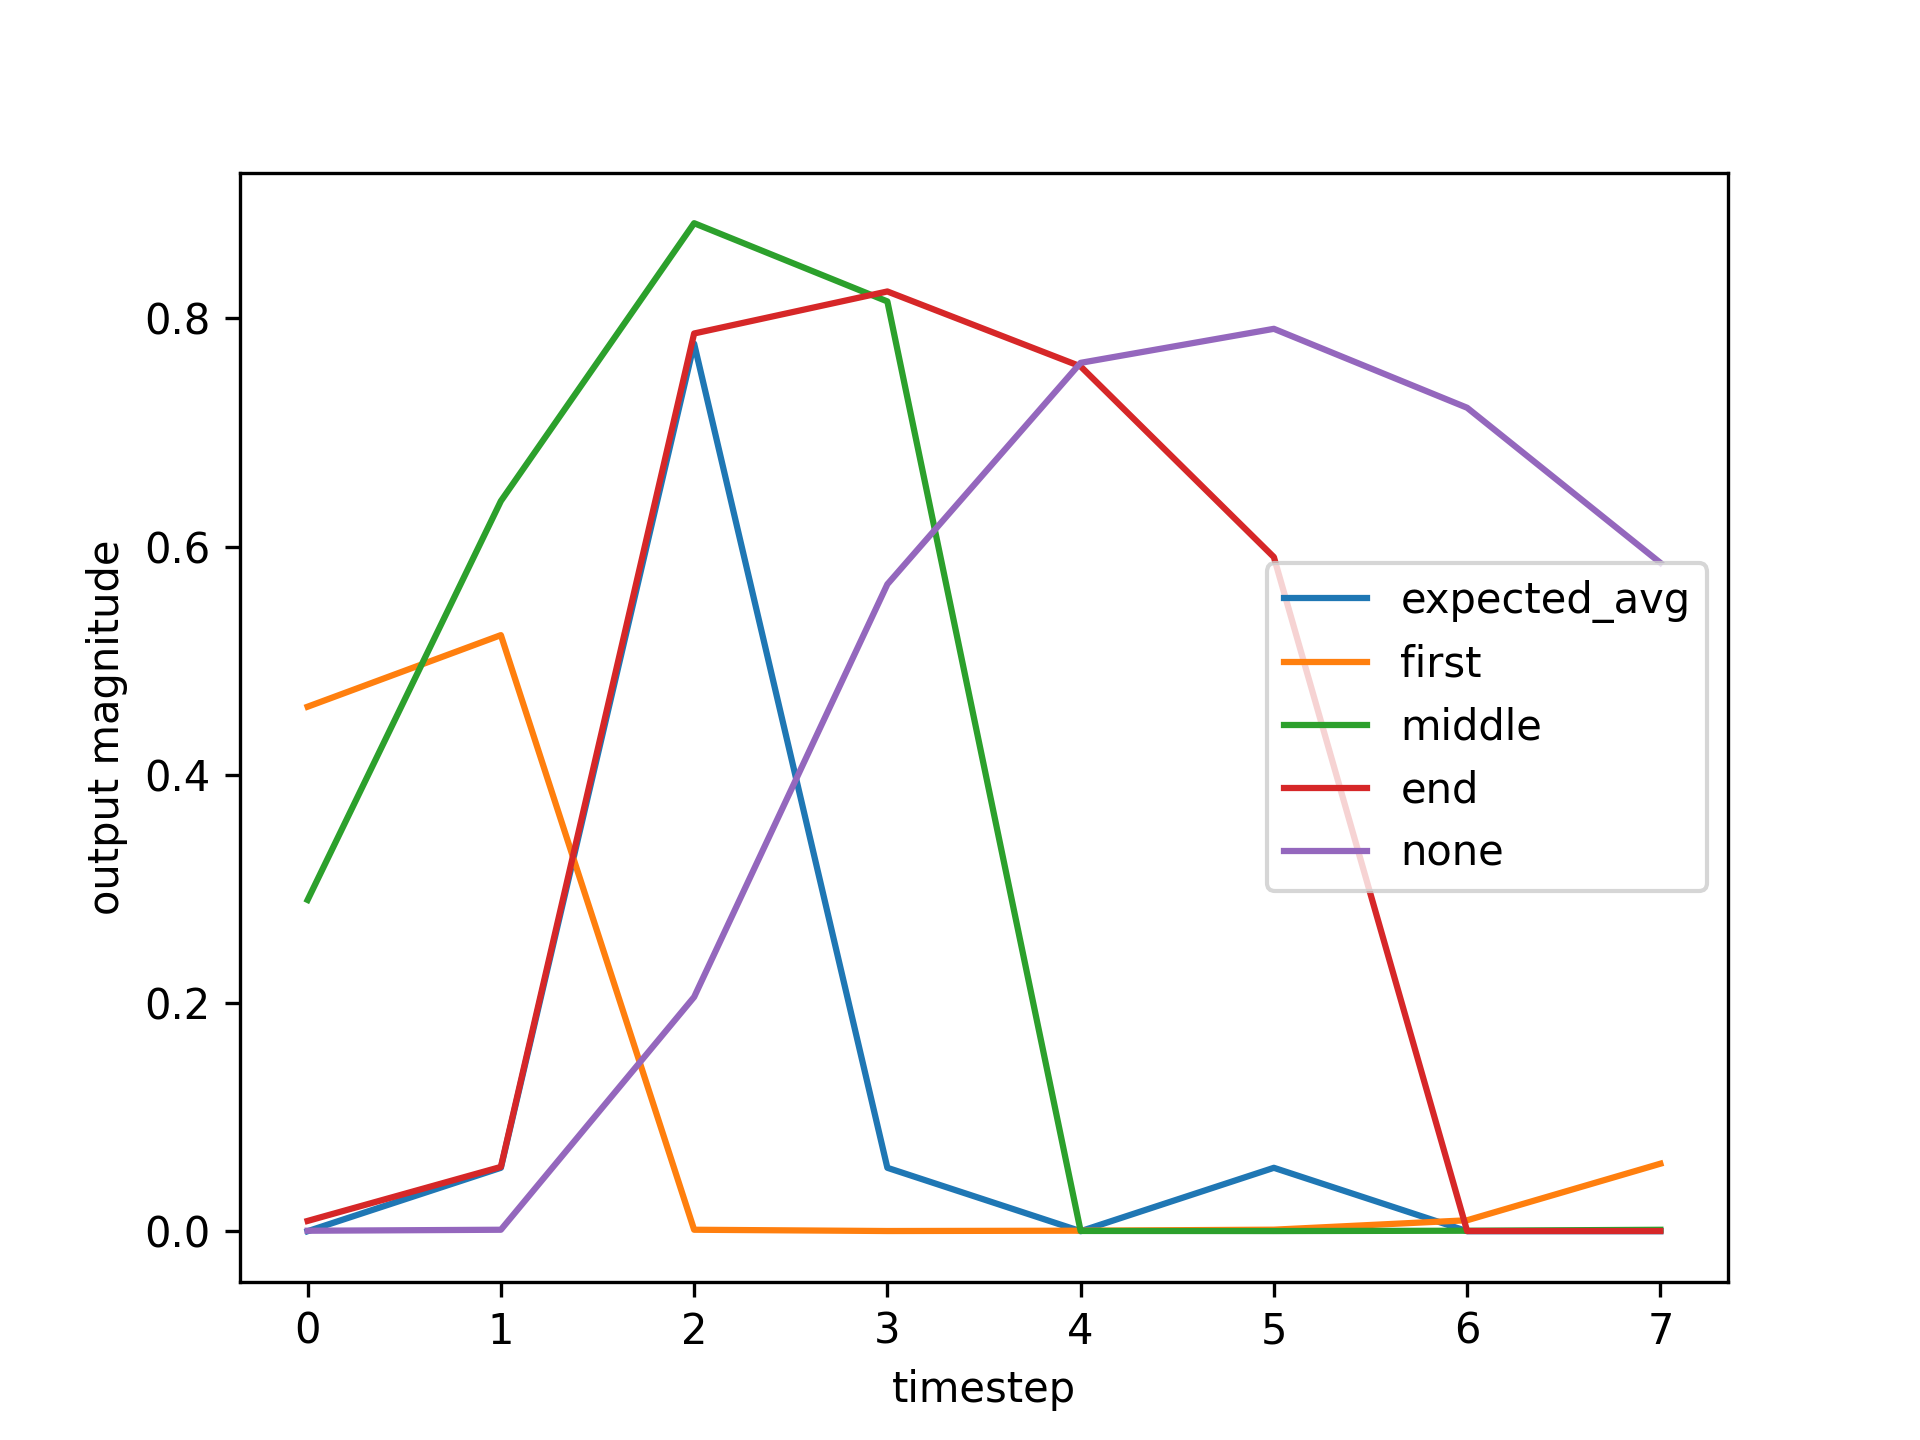 output magnitude
0.8
0.6
0.4
0.2
0.0
expected_avg
first
middle
end
none
0 1 2 3 4 5 6 7
timestep